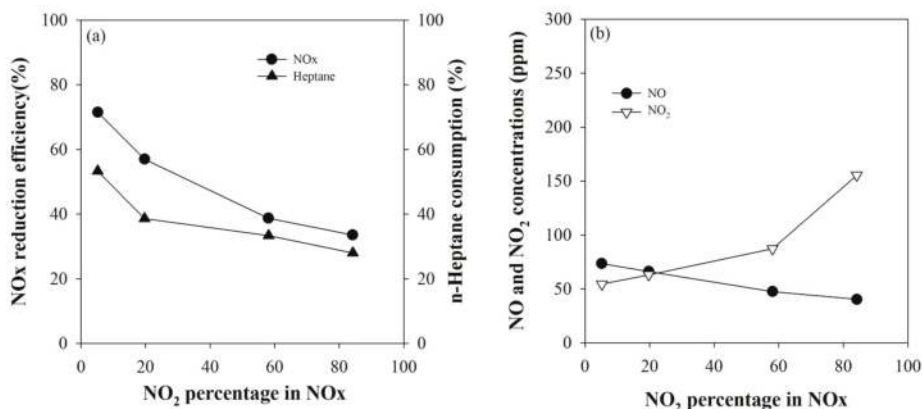 (a)
NOx
Heptane
NOx reduction efficiency(%)
100
80
60
40
20
0
n-Heptane consumption (%)
100
80
60
40
20
0
0 20 40 60 80 100
NO₂ percentage in NOx
(b)
NO
NO₂
NO and NO₂ concentrations (ppm)
300
250
200
150
100
50
0
0 20 40 60 80 100
NO₂ percentage in NOx